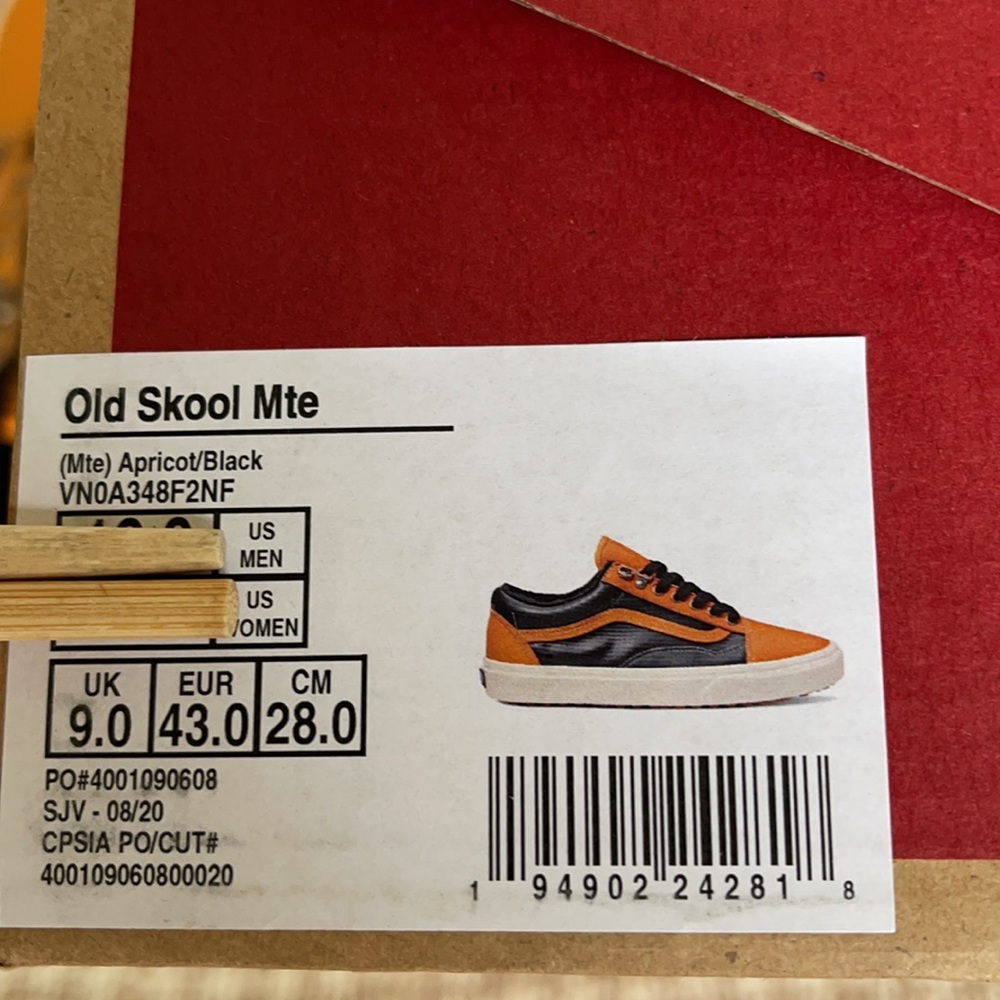 Old Skool Mte
(Mte) Apricot/Black
VN0A348F2NF
US
MEN
US
UK EUR CM
9.0 43.0 28.0
PO#4001090608
SJV - 08/20
CPSIA PO/CUT#
400109060800020
1 94902 24281 8